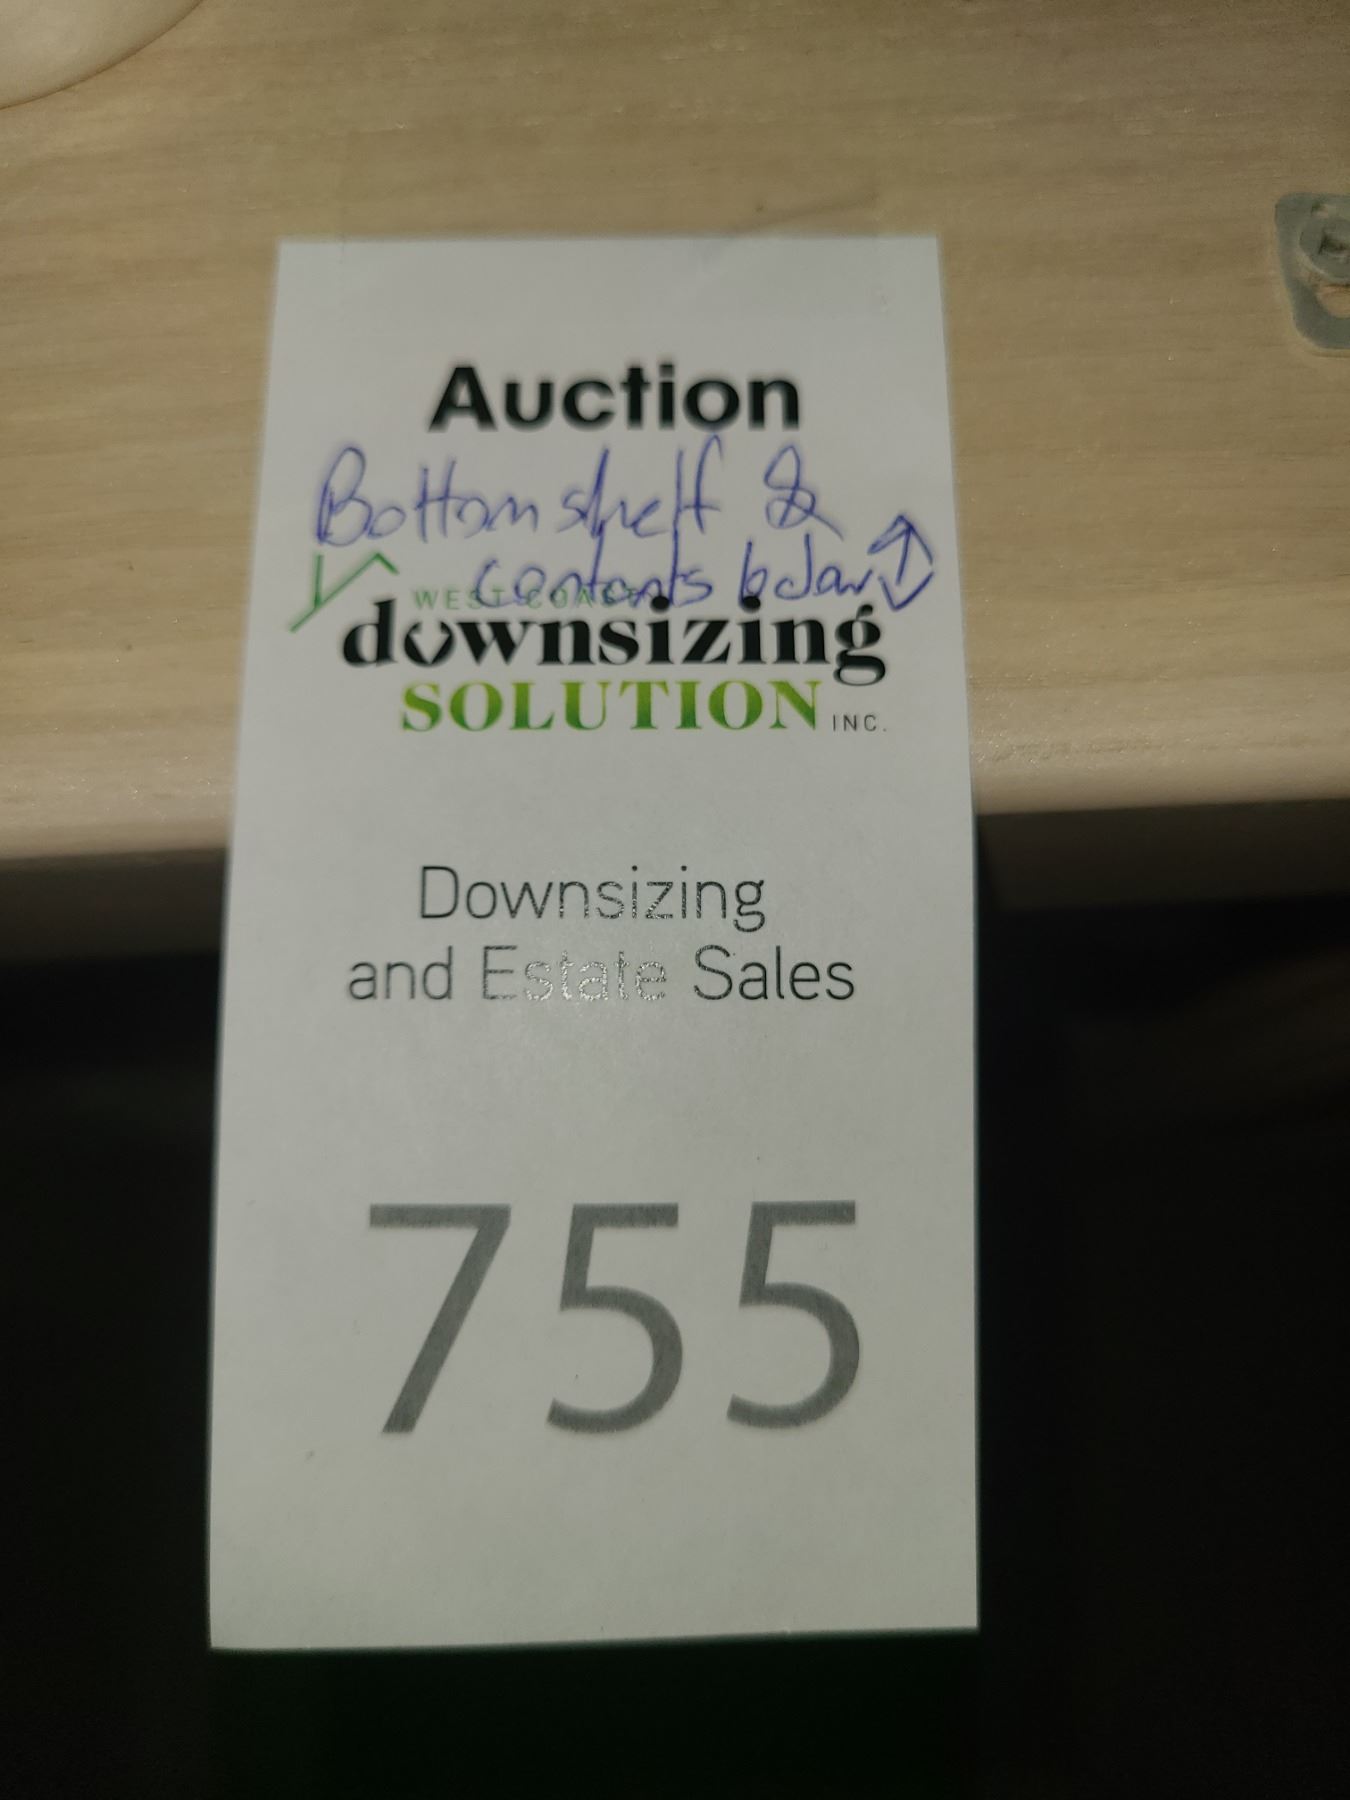 Auction
Bottom shelf &
contents below
WEST COAST
downsizing
SOLUTION INC.
Downsizing
and Estate Sales
755